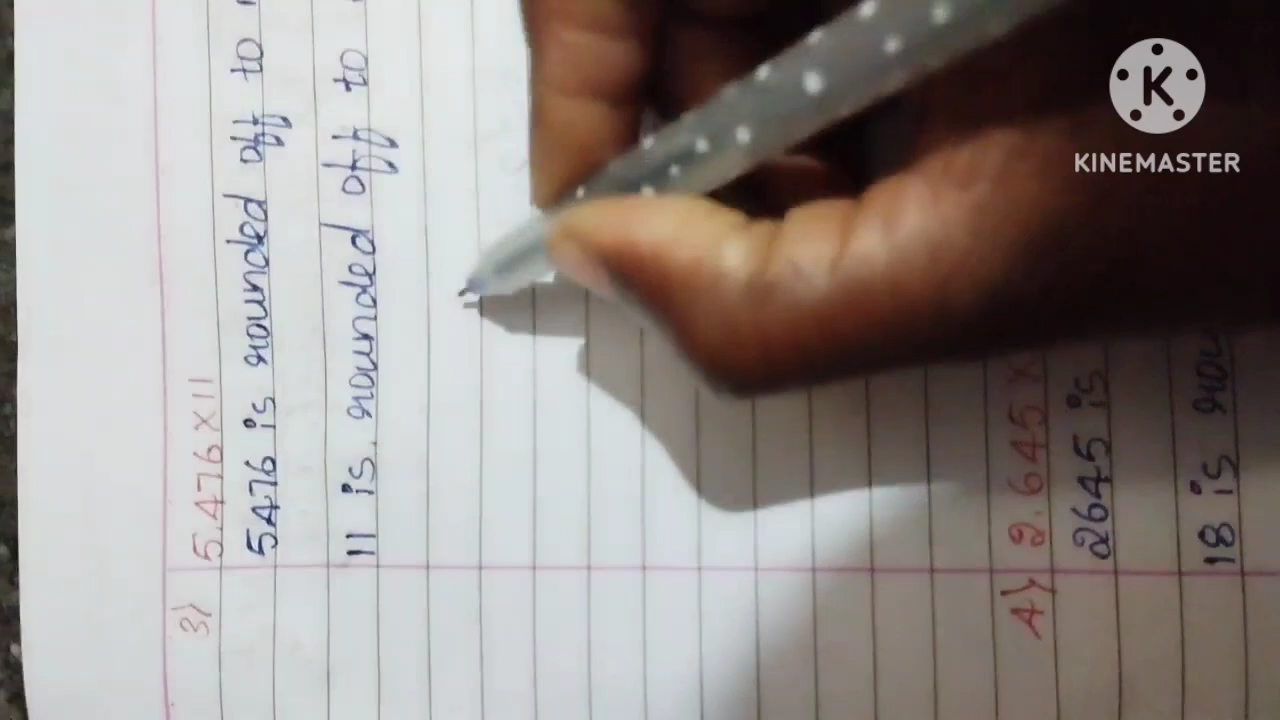 3) 5.476 X 11
5476 is rounded off to
11 is rounded off to
4) 2.645 X
2645 is
18 is rou
K
KINEMASTER